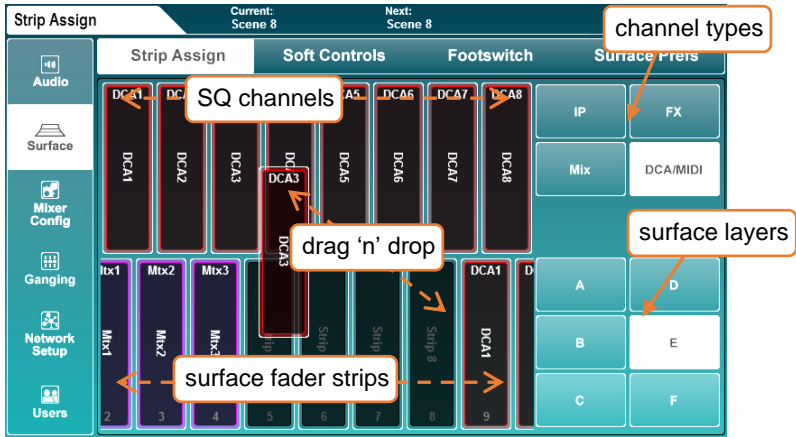 Strip Assign
Current:
Scene 8
Next:
Scene 8
channel types
Audio
Surface
Mixer
Config
Ganging
Network
Setup
Users
Strip Assign
Soft Controls
Footswitch
Surface Prefs
DCA1
DCA1
DCA2
DCA3
SQ channels
DCA5
DCA6
DCA6
DCA7
DCA7
DCA8
DCA8
DCA3
DCA3
drag ‘n’ drop
IP
FX
Mix
DCA/MIDI
surface layers
Mtx1
Mtx1
2
Mtx2
Mtx2
3
Mtx3
Mtx3
4
Strip
5
Strip
6
Strip
7
Strip 8
8
DCA1
DCA1
9
surface fader strips
A
D
B
E
C
F